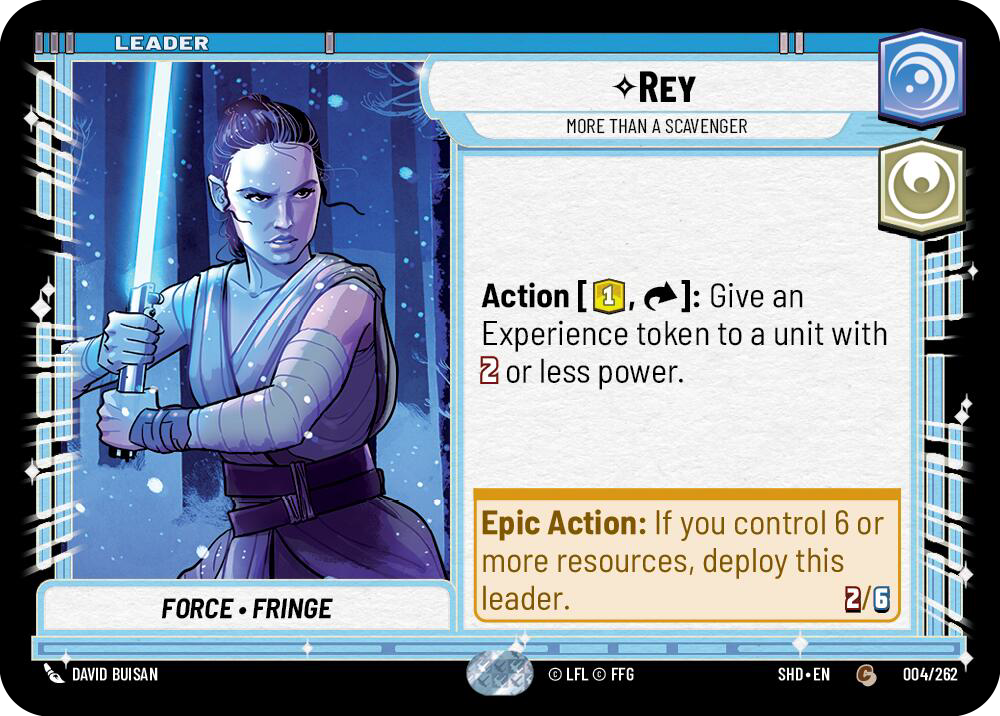 LEADER
✧REY
MORE THAN A SCAVENGER
Action [1, ]: Give an
Experience token to a unit with
2 or less power.
Epic Action: If you control 6 or
more resources, deploy this
leader.
2/6
FORCE • FRINGE
DAVID BUISAN
© LFL © FFG
SHD•EN
C
004/262